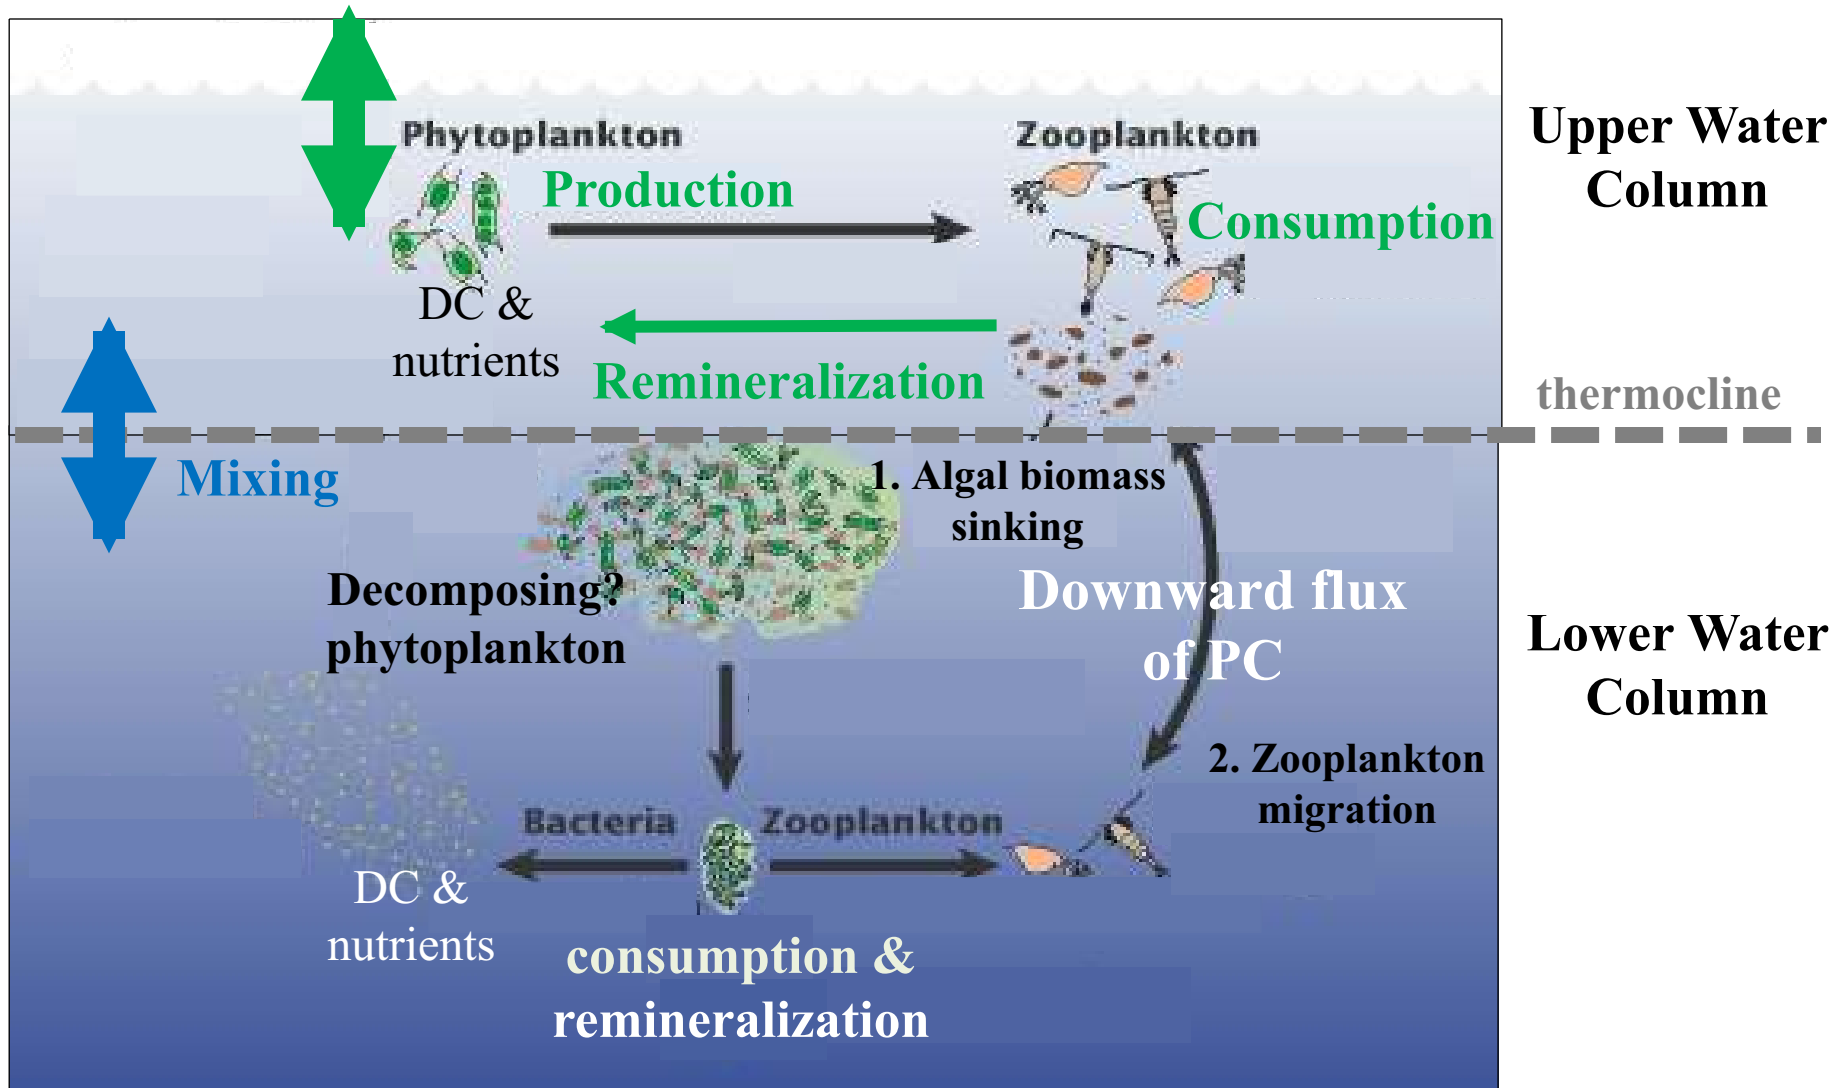 Phytoplankton
Zooplankton
Upper Water
Column
Production
Consumption
DC &
nutrients
Remineralization
thermocline
Mixing
1. Algal biomass
sinking
Decomposing?
phytoplankton
Downward flux
of PC
Lower Water
Column
2. Zooplankton
migration
Bacteria
Zooplankton
DC &
nutrients
consumption &
remineralization